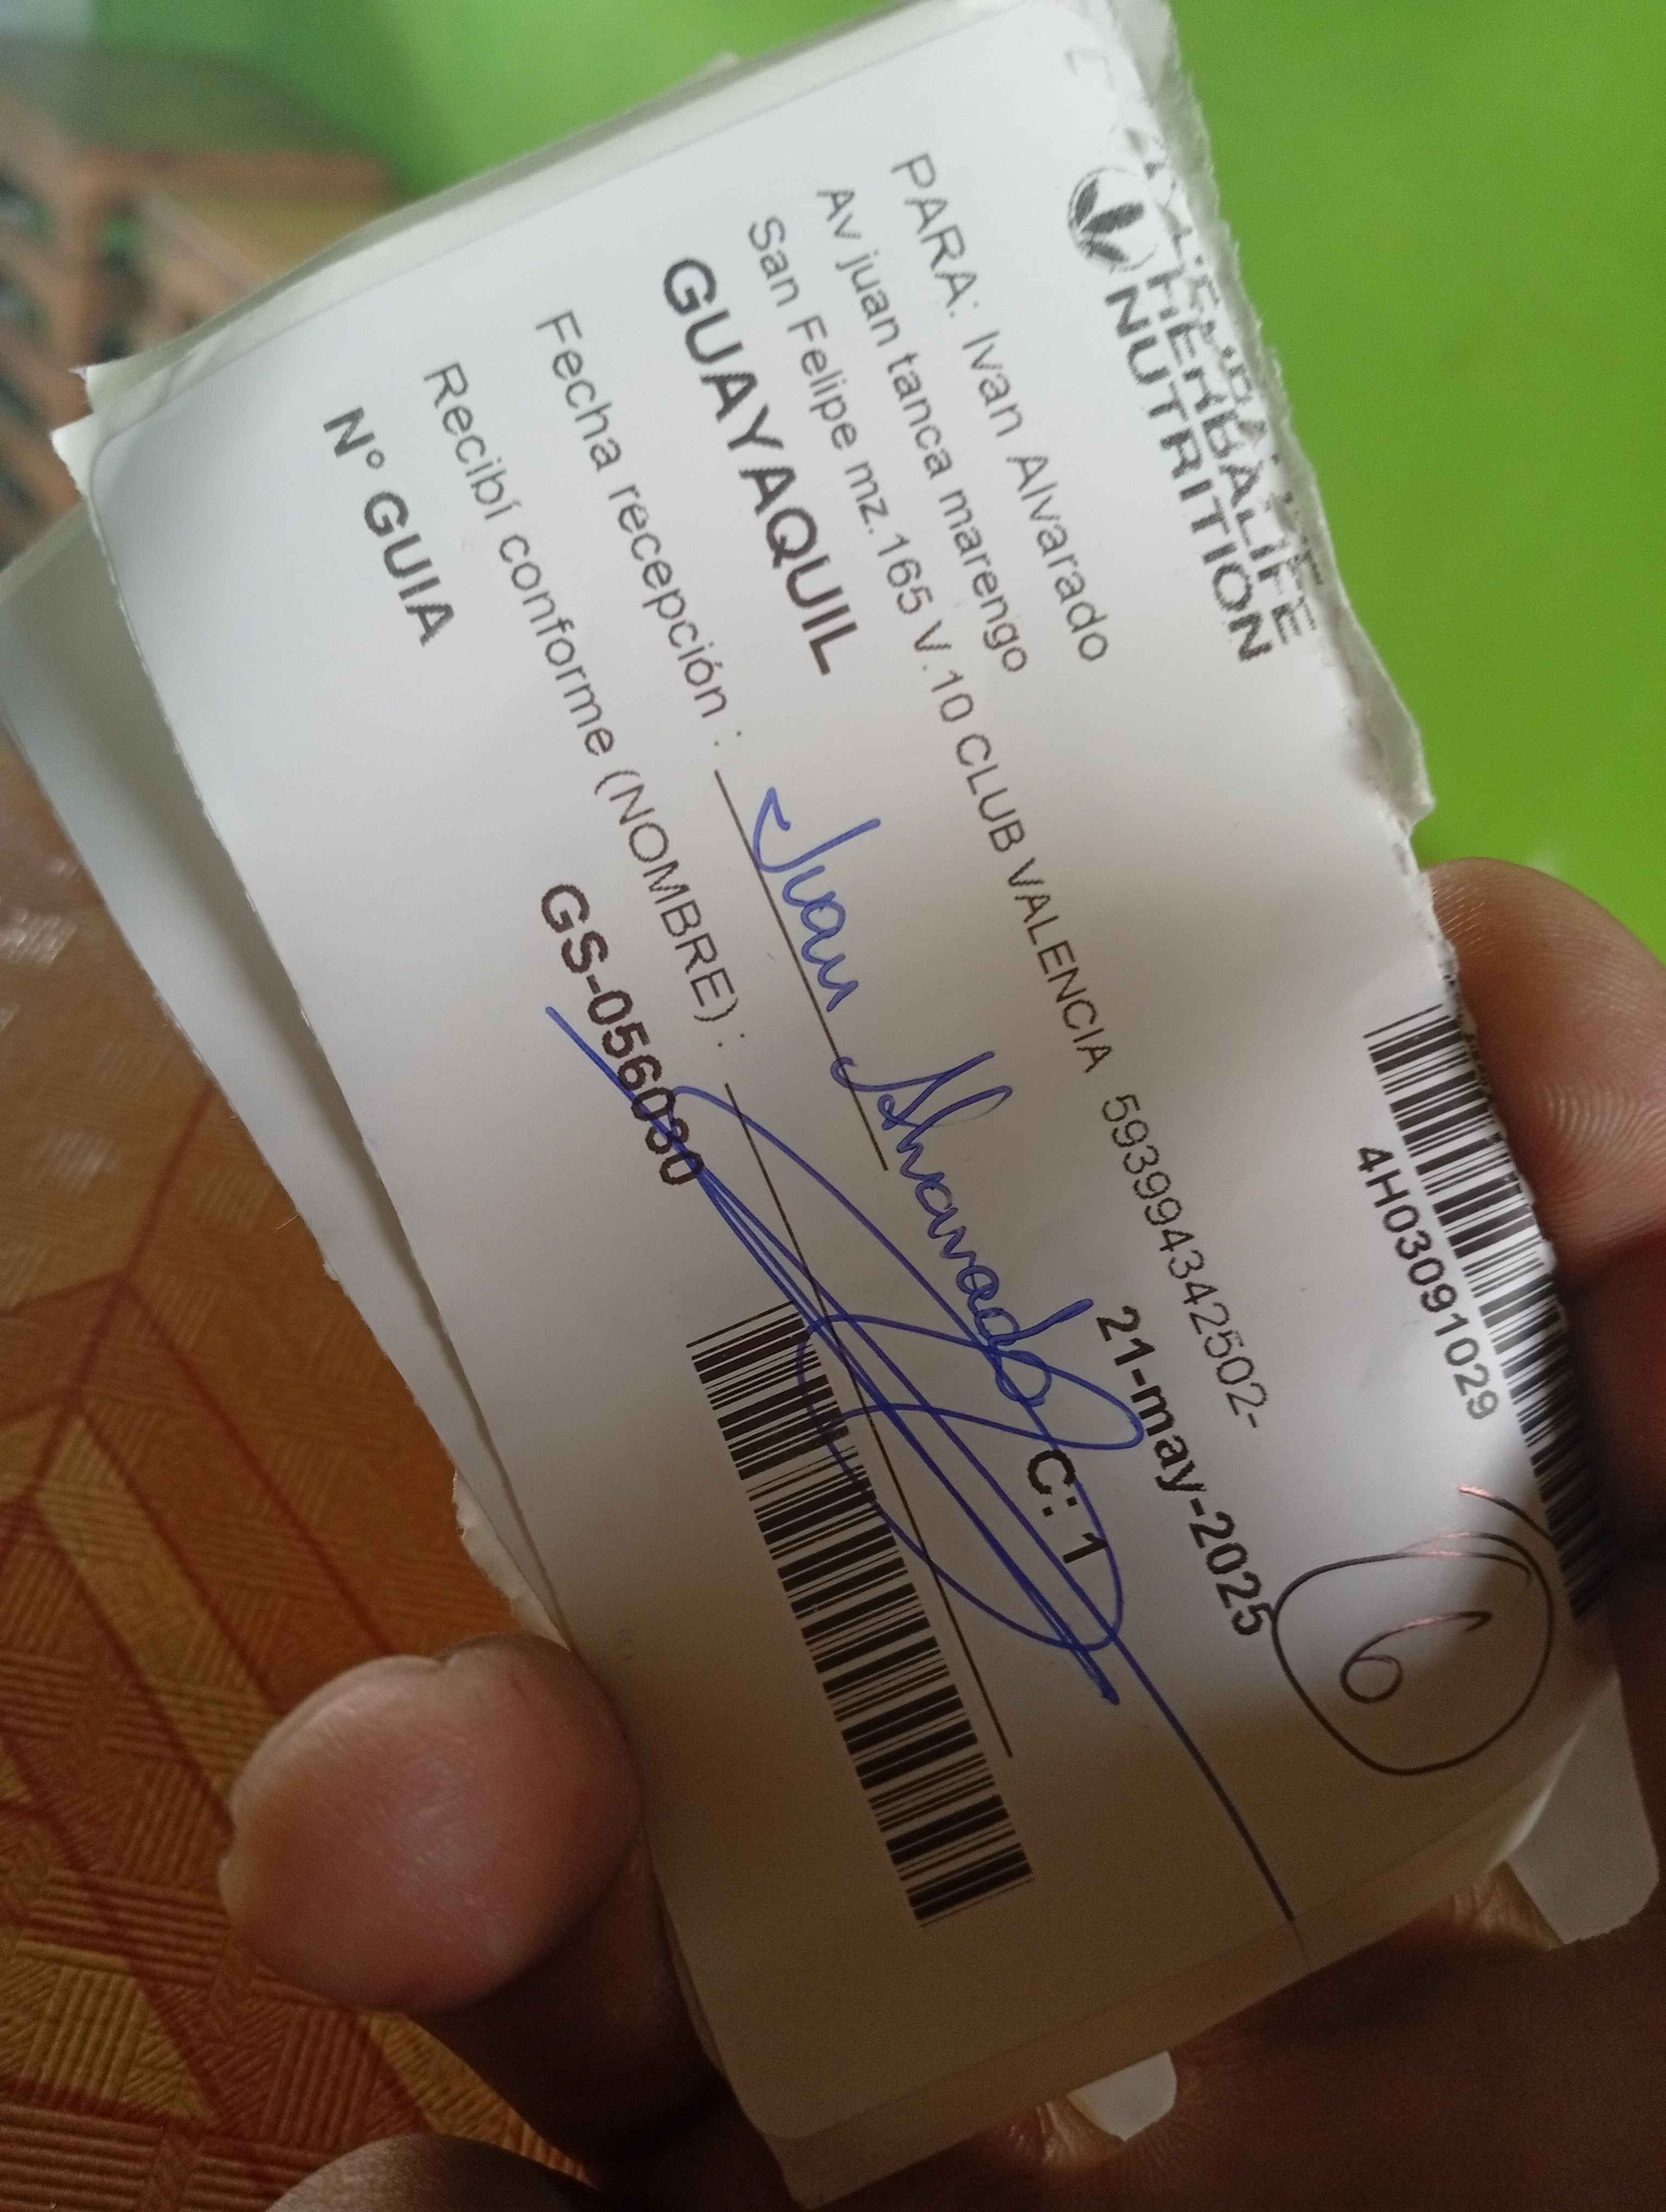 HERBALIFE
NUTRITION
4H03091029
6
PARA: Ivan Alvarado
Av juan tanca marengo
San Felipe mz.165 V.10 CLUB VALENCIA 593994342502-
GUAYAQUIL
21-may-2025
Fecha recepción :
Juan Alvarado
C: 1
Recibí conforme (NOMBRE) :
N° GUIA
GS-056030